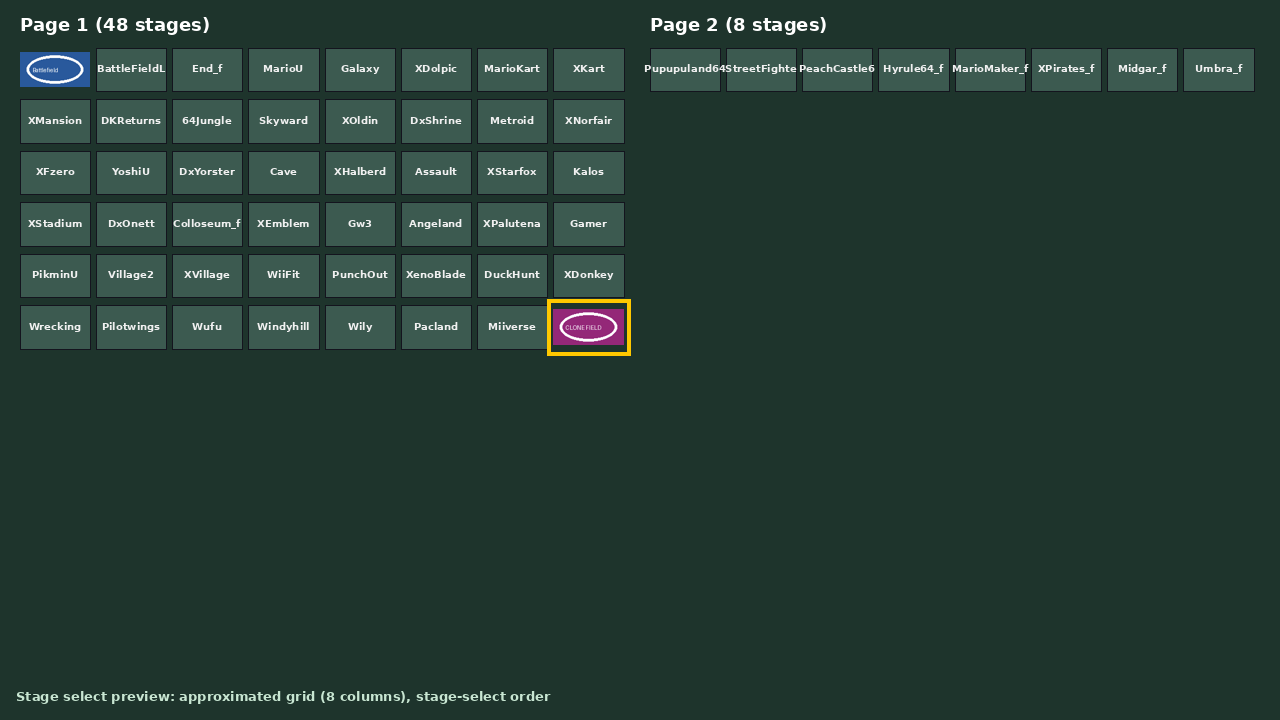 Page 1 (48 stages)
Page 2 (8 stages)
Battlefield BattleFieldL End_f MarioU Galaxy XDolpic MarioKart XKart
Pupupuland64 StreetFighte PeachCastle6 Hyrule64_f MarioMaker_f XPirates_f Midgar_f Umbra_f
XMansion DKReturns 64Jungle Skyward XOldin DxShrine Metroid XNorfair
XFzero YoshiU DxYorster Cave XHalberd Assault XStarfox Kalos
XStadium DxOnett Colloseum_f XEmblem Gw3 Angeland XPalutena Gamer
PikminU Village2 XVillage WiiFit PunchOut XenoBlade DuckHunt XDonkey
Wrecking Pilotwings Wufu Windyhill Wily Pacland Miiverse CLONEFIELD
Stage select preview: approximated grid (8 columns), stage-select order